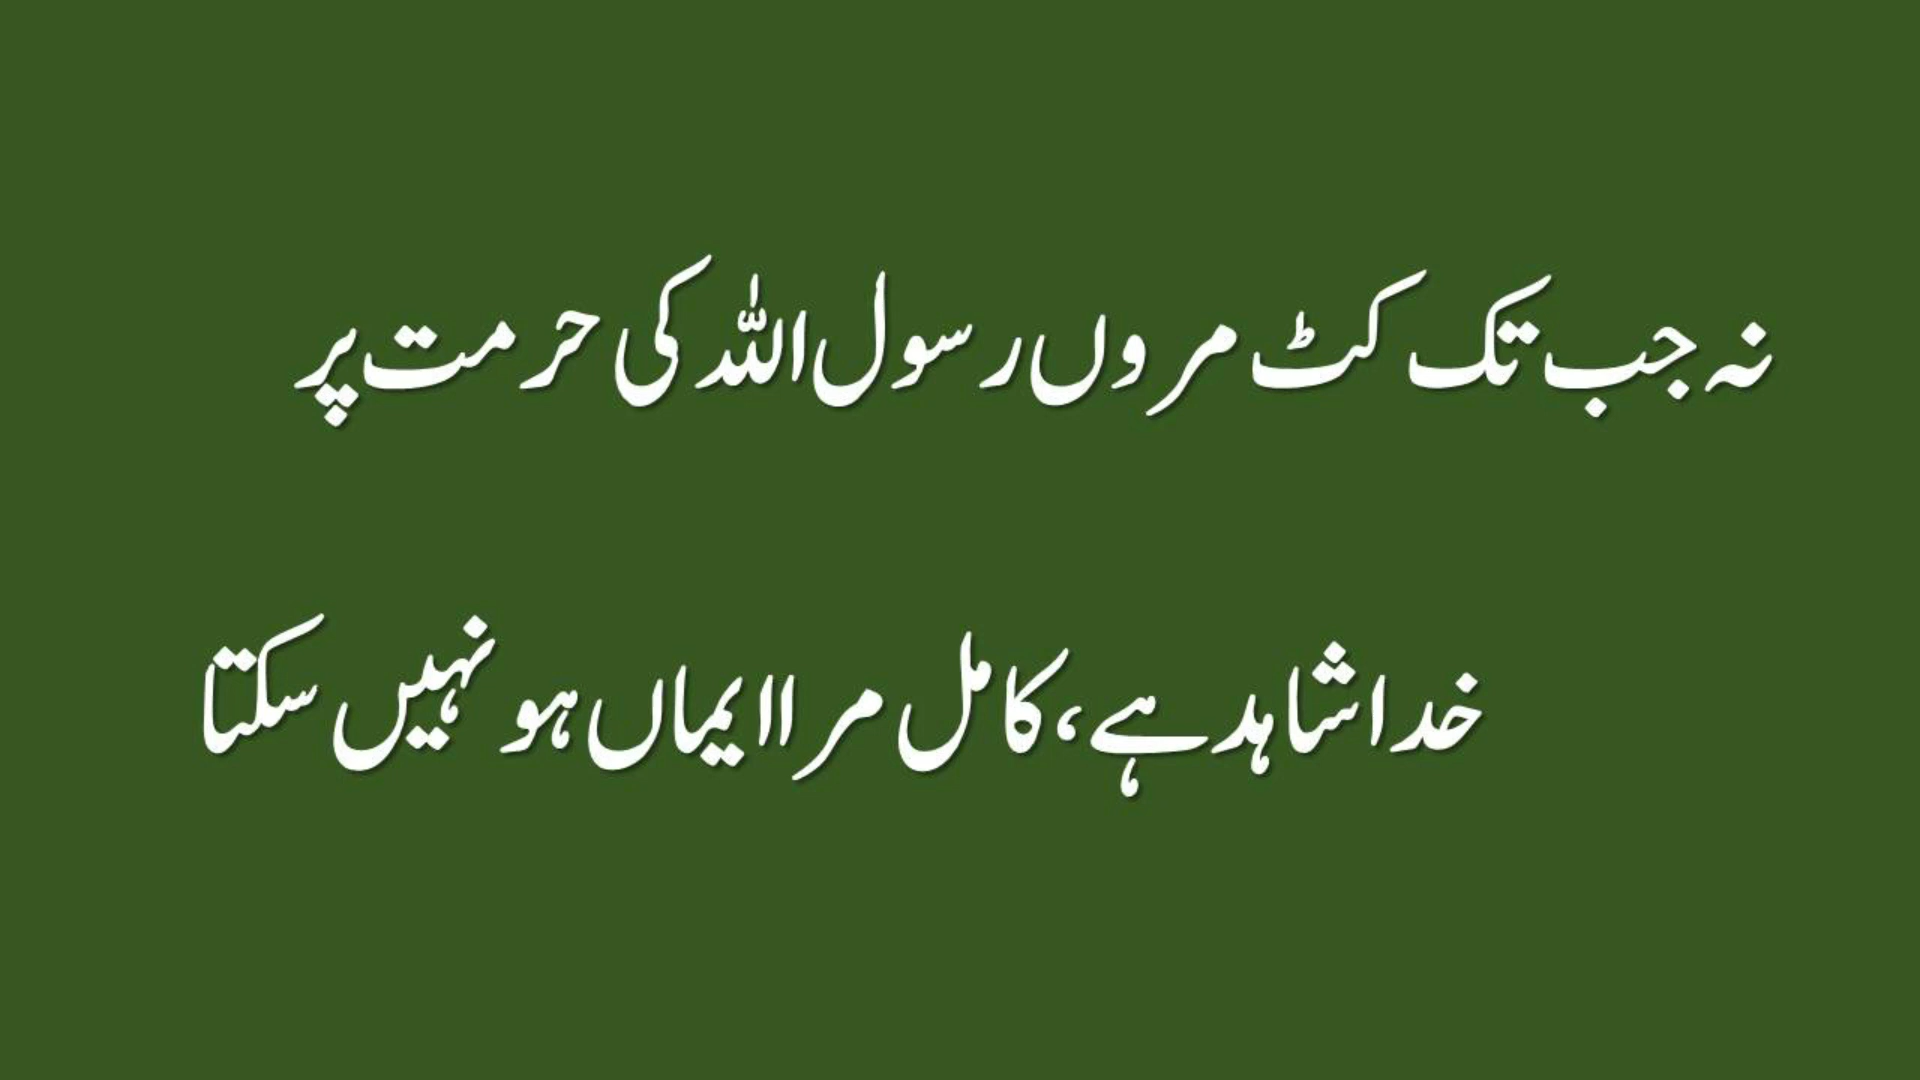 نہ جب تک کٹ مروں رسول اللہ کی حرمت پر
خدا شاہد ہے، کامل مرا ایماں ہو نہیں سکتا